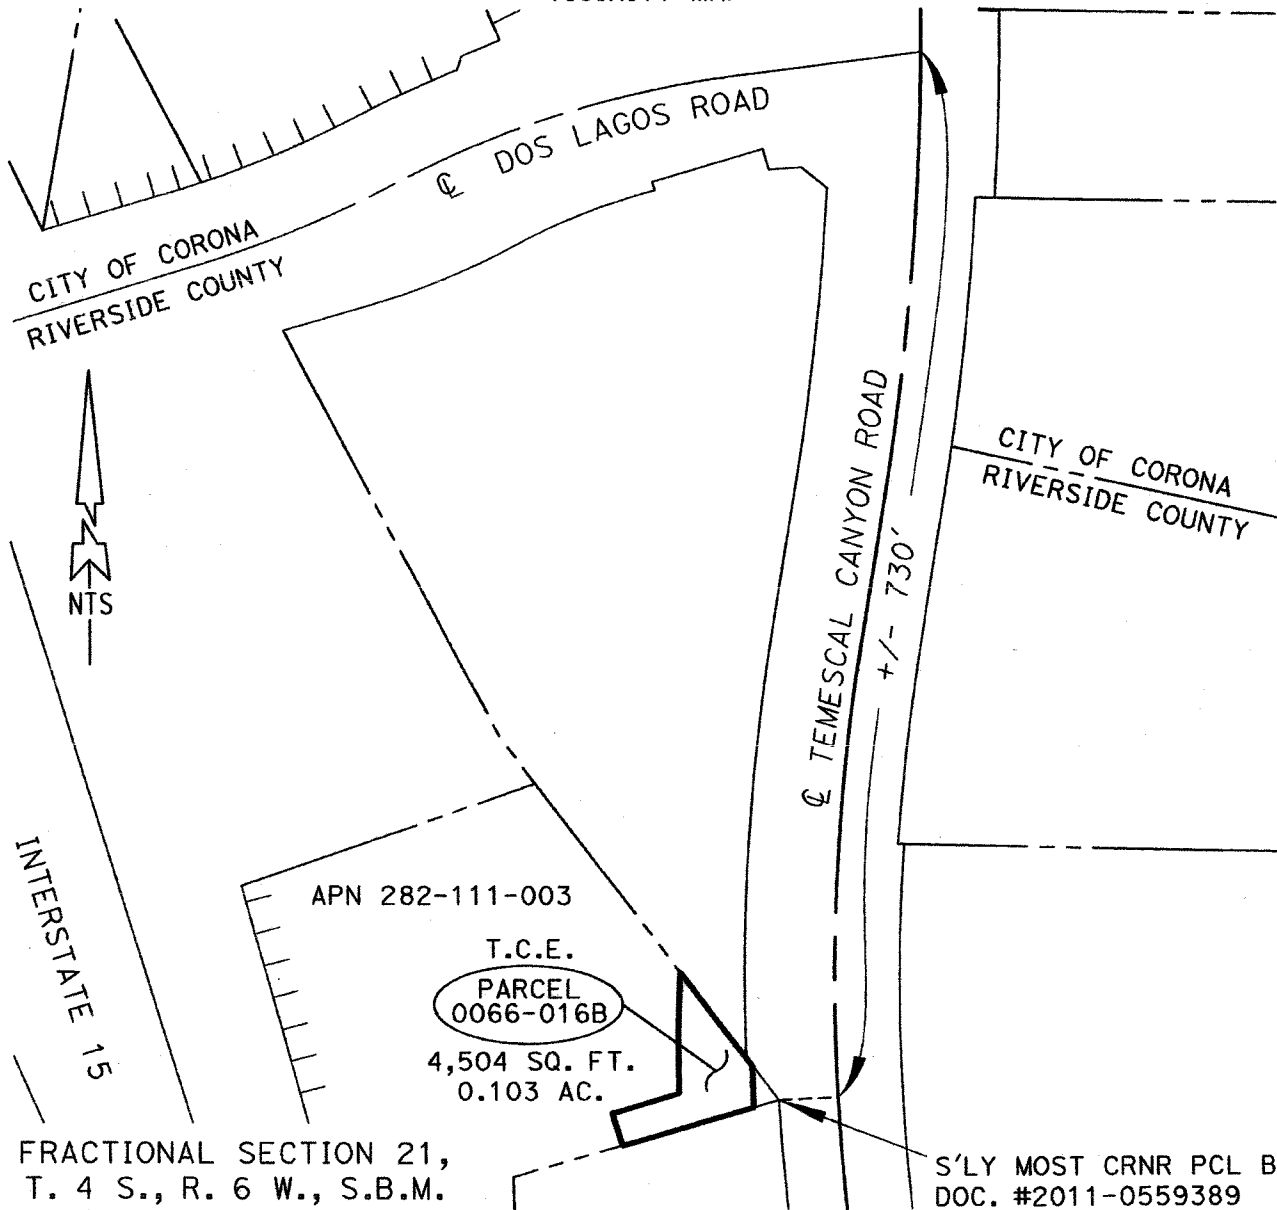 ℄ DOS LAGOS ROAD
CITY OF CORONA
RIVERSIDE COUNTY
N
NTS
℄ TEMESCAL CANYON ROAD
+/- 730'
CITY OF CORONA
RIVERSIDE COUNTY
INTERSTATE 15
APN 282-111-003
T.C.E.
PARCEL
0066-016B
4,504 SQ. FT.
0.103 AC.
FRACTIONAL SECTION 21,
T. 4 S., R. 6 W., S.B.M.
S'LY MOST CRNR PCL B
DOC. #2011-0559389